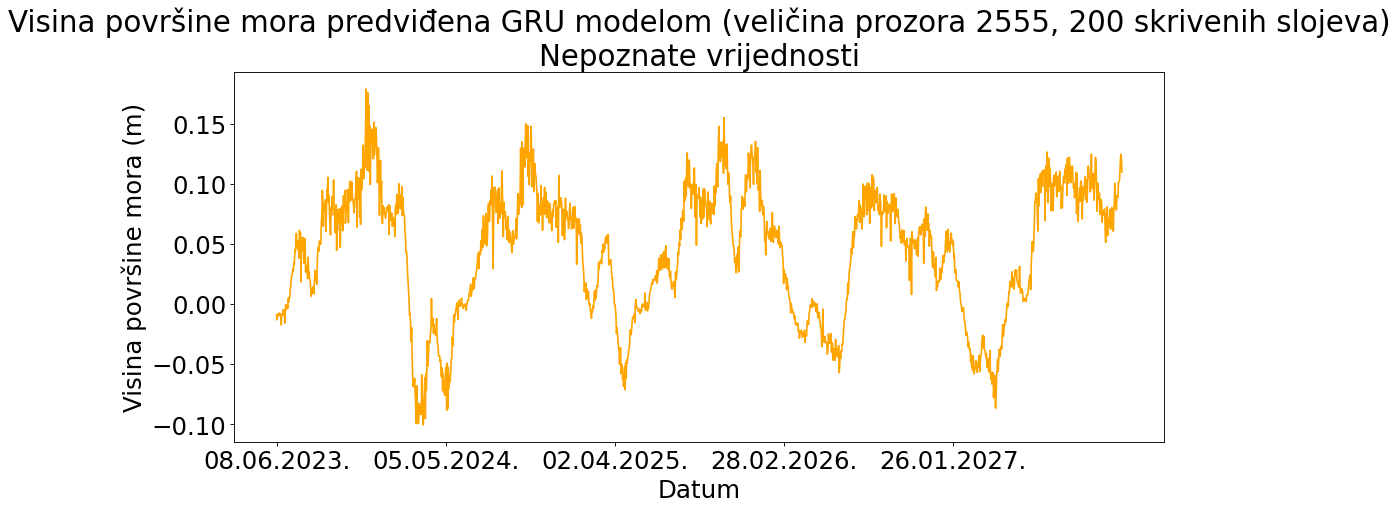 Visina površine mora predviđena GRU modelom (veličina prozora 2555, 200 skrivenih slojeva)
Nepoznate vrijednosti
Visina površine mora (m)
0.15
0.10
0.05
0.00
−0.05
−0.10
08.06.2023. 05.05.2024. 02.04.2025. 28.02.2026. 26.01.2027.
Datum